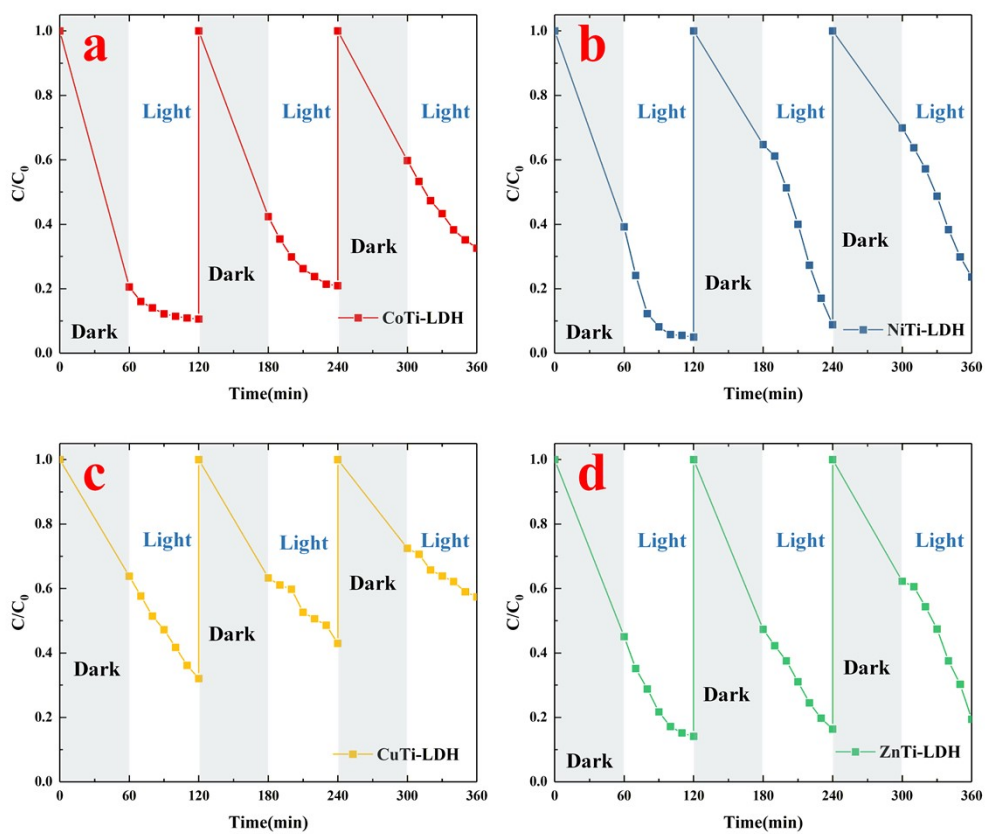 a
1.0
0.8
0.6
0.4
0.2
0.0
C/C0
Light
Light
Light
Dark
Dark
Dark
CoTi-LDH
0 60 120 180 240 300 360
Time(min)
b
1.0
0.8
0.6
0.4
0.2
0.0
C/C0
Light
Light
Light
Dark
Dark
Dark
NiTi-LDH
0 60 120 180 240 300 360
Time(min)
c
1.0
0.8
0.6
0.4
0.2
0.0
C/C0
Light
Light
Light
Dark
Dark
Dark
CuTi-LDH
0 60 120 180 240 300 360
Time(min)
d
1.0
0.8
0.6
0.4
0.2
0.0
C/C0
Light
Light
Light
Dark
Dark
Dark
ZnTi-LDH
0 60 120 180 240 300 360
Time(min)